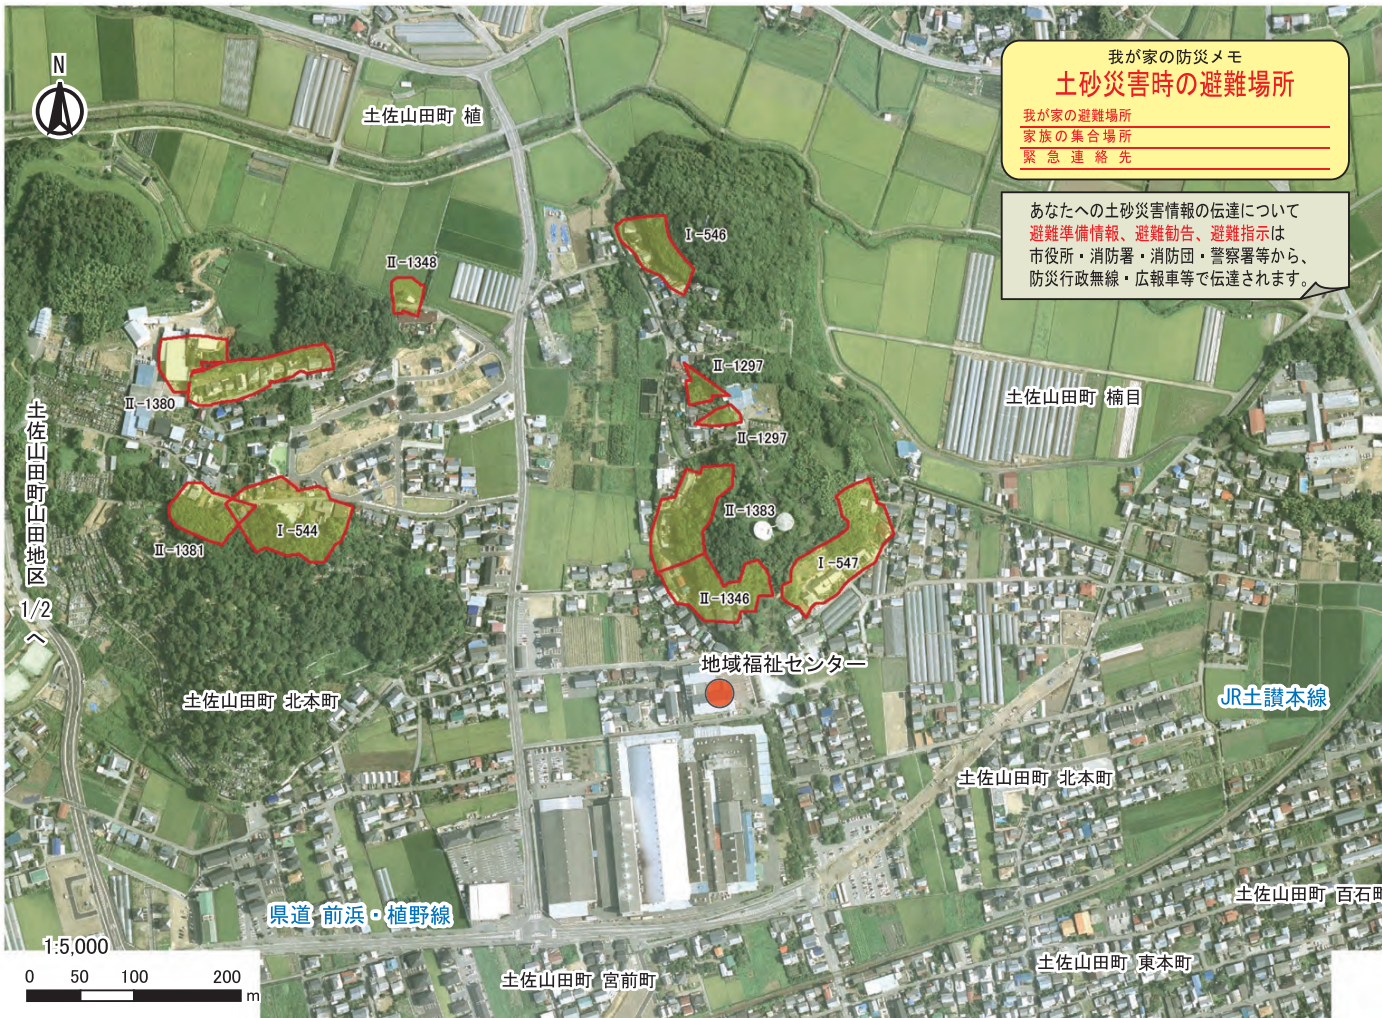 N
土佐山田町 植
我が家の防災メモ
土砂災害時の避難場所
我が家の避難場所
家族の集合場所
緊急連絡先
あなたへの土砂災害情報の伝達について
避難準備情報、避難勧告、避難指示は
市役所・消防署・消防団・警察署等から、
防災行政無線・広報車等で伝達されます。
Ⅰ-546
Ⅱ-1348
Ⅱ-1297
Ⅱ-1380
土佐山田町 楠目
Ⅱ-1297
土佐山田町山田地区 1/2 へ
Ⅱ-1383
Ⅰ-544
Ⅱ-1381
Ⅰ-547
Ⅱ-1346
地域福祉センター
土佐山田町 北本町
JR土讃本線
土佐山田町 北本町
土佐山田町 百石町
県道 前浜・植野線
1:5,000
土佐山田町 東本町
土佐山田町 宮前町
0 50 100 200
m